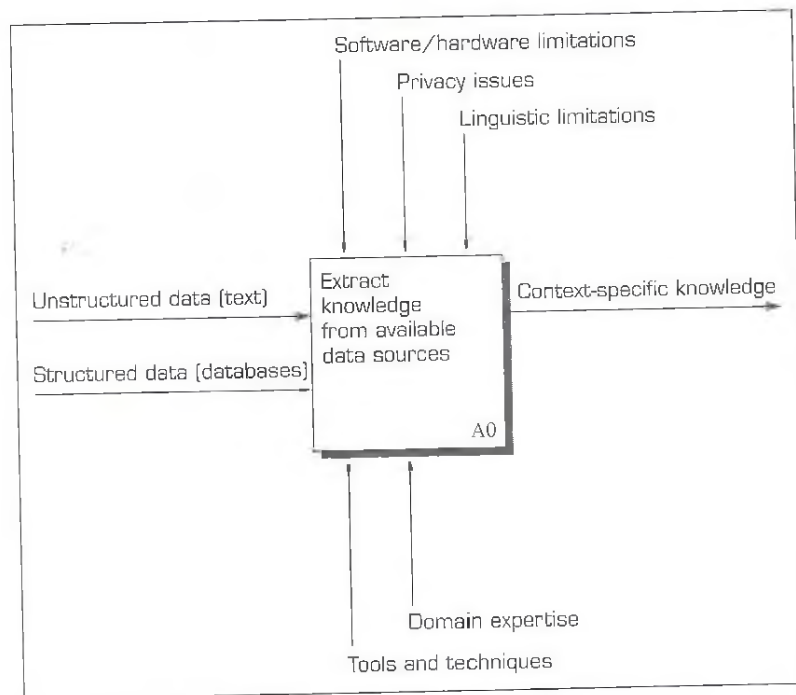 Software/hardware limitations
Privacy issues
Linguistic limitations
Unstructured data (text)
Structured data (databases)
Extract
knowledge
from available
data sources
A0
Context-specific knowledge
Domain expertise
Tools and techniques